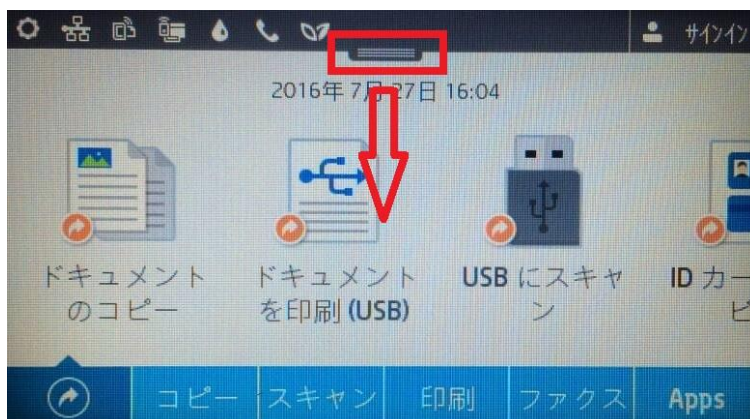 サインイン
2016年 7月 27日 16:04
ドキュメント
のコピー
ドキュメント
を印刷 (USB)
USB にスキャ
ン
ID カー
ピ
コピー
スキャン
印刷
ファクス
Apps